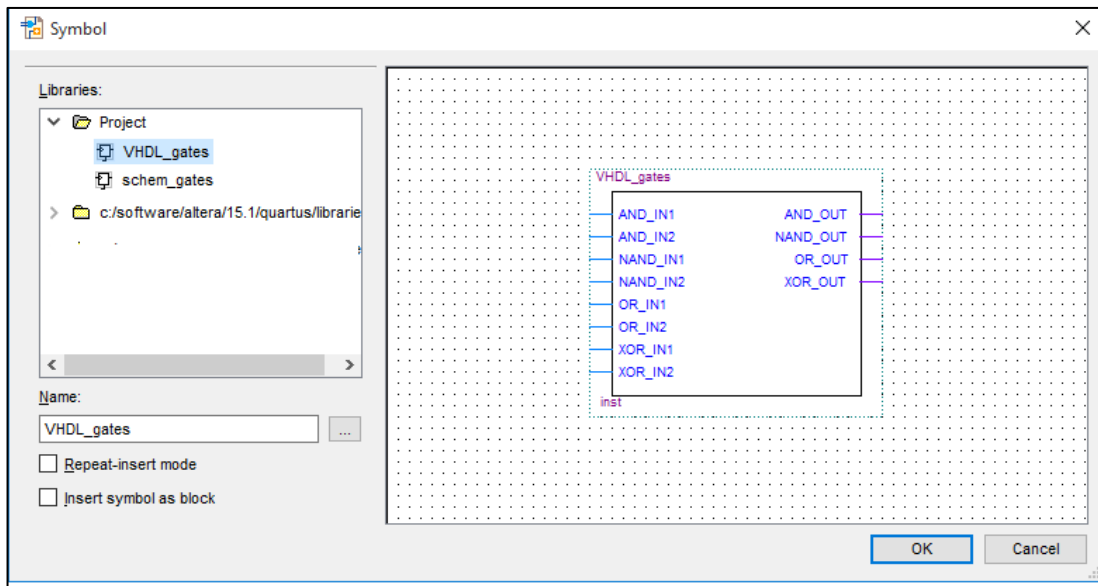 Symbol
Libraries:
Project
VHDL_gates
schem_gates
c:/software/altera/15.1/quartus/librarie
Name:
VHDL_gates
...
Repeat-insert mode
Insert symbol as block
VHDL_gates
AND_IN1 AND_OUT
AND_IN2 NAND_OUT
NAND_IN1 OR_OUT
NAND_IN2 XOR_OUT
OR_IN1
OR_IN2
XOR_IN1
XOR_IN2
inst
OK Cancel